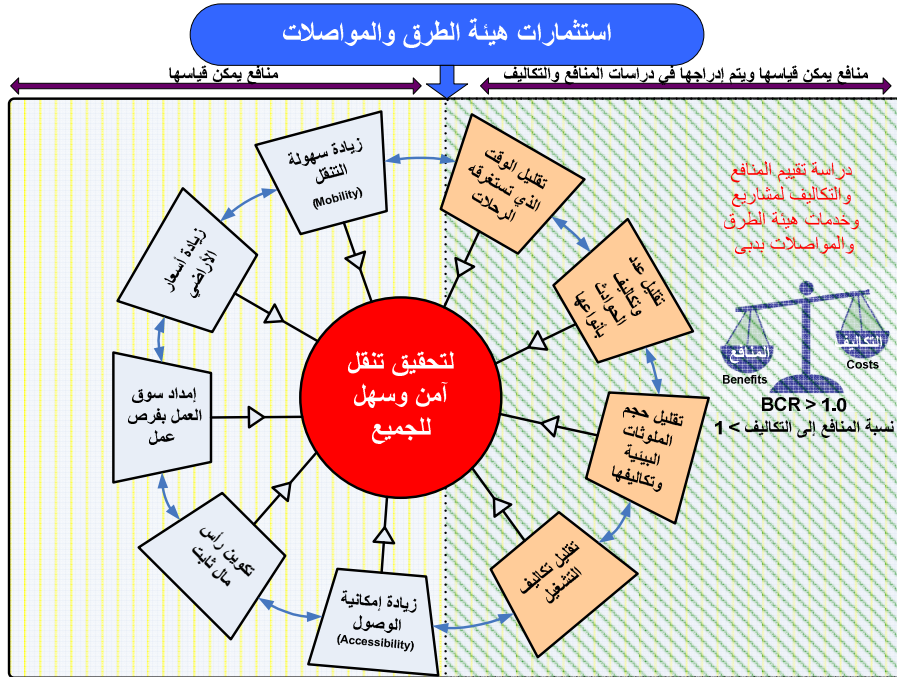 استثمارات هيئة الطرق والمواصلات
منافع يمكن قياسها ويتم إدراجها في دراسات المنافع والتكاليف
منافع يمكن قياسها
دراسة تقييم المنافع
والتكاليف لمشاريع
وخدمات هيئة الطرق
والمواصلات بدبى
التكاليف
المنافع
Costs
Benefits
BCR > 1.0
نسبة المنافع إلى التكاليف > 1
تقليل الوقت
الذي تستغرقه
الرحلات
تقليل عدد
وتكاليف
الحوادث
بأنواعها
تقليل حجم
الملوثات
البيئية
وتكاليفها
تقليل تكاليف
التشغيل
زيادة إمكانية
الوصول
(Accessibility)
تكوين رأس
مال ثابت
إمداد سوق
العمل بفرص
عمل
زيادة أسعار
الأراضي
زيادة سهولة
التنقل
(Mobility)
لتحقيق تنقل
آمن وسهل
للجميع